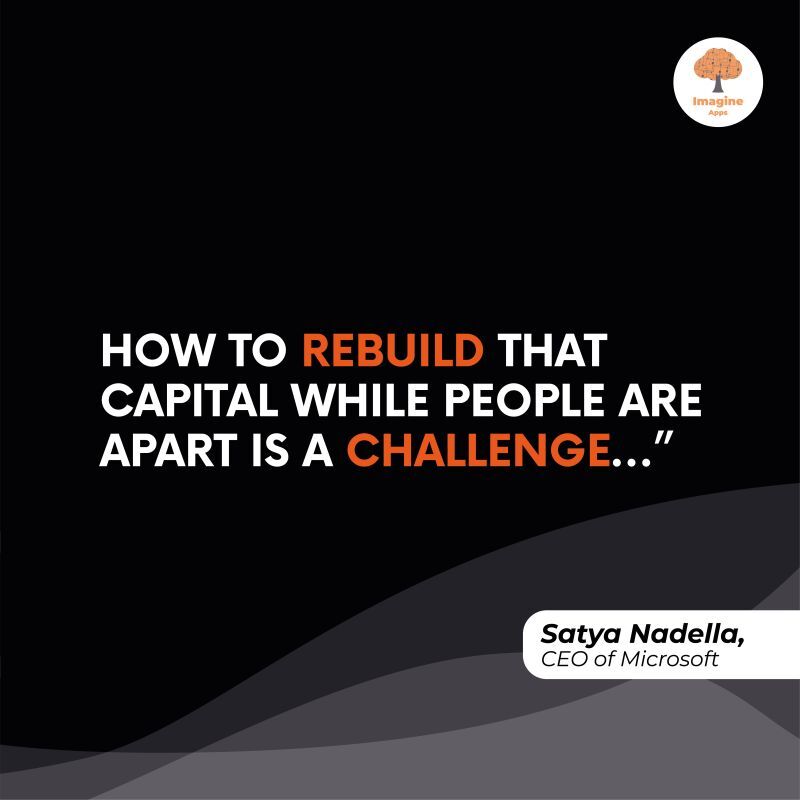 Imagine
Apps
HOW TO REBUILD THAT
CAPITAL WHILE PEOPLE ARE
APART IS A CHALLENGE...”
Satya Nadella,
CEO of Microsoft